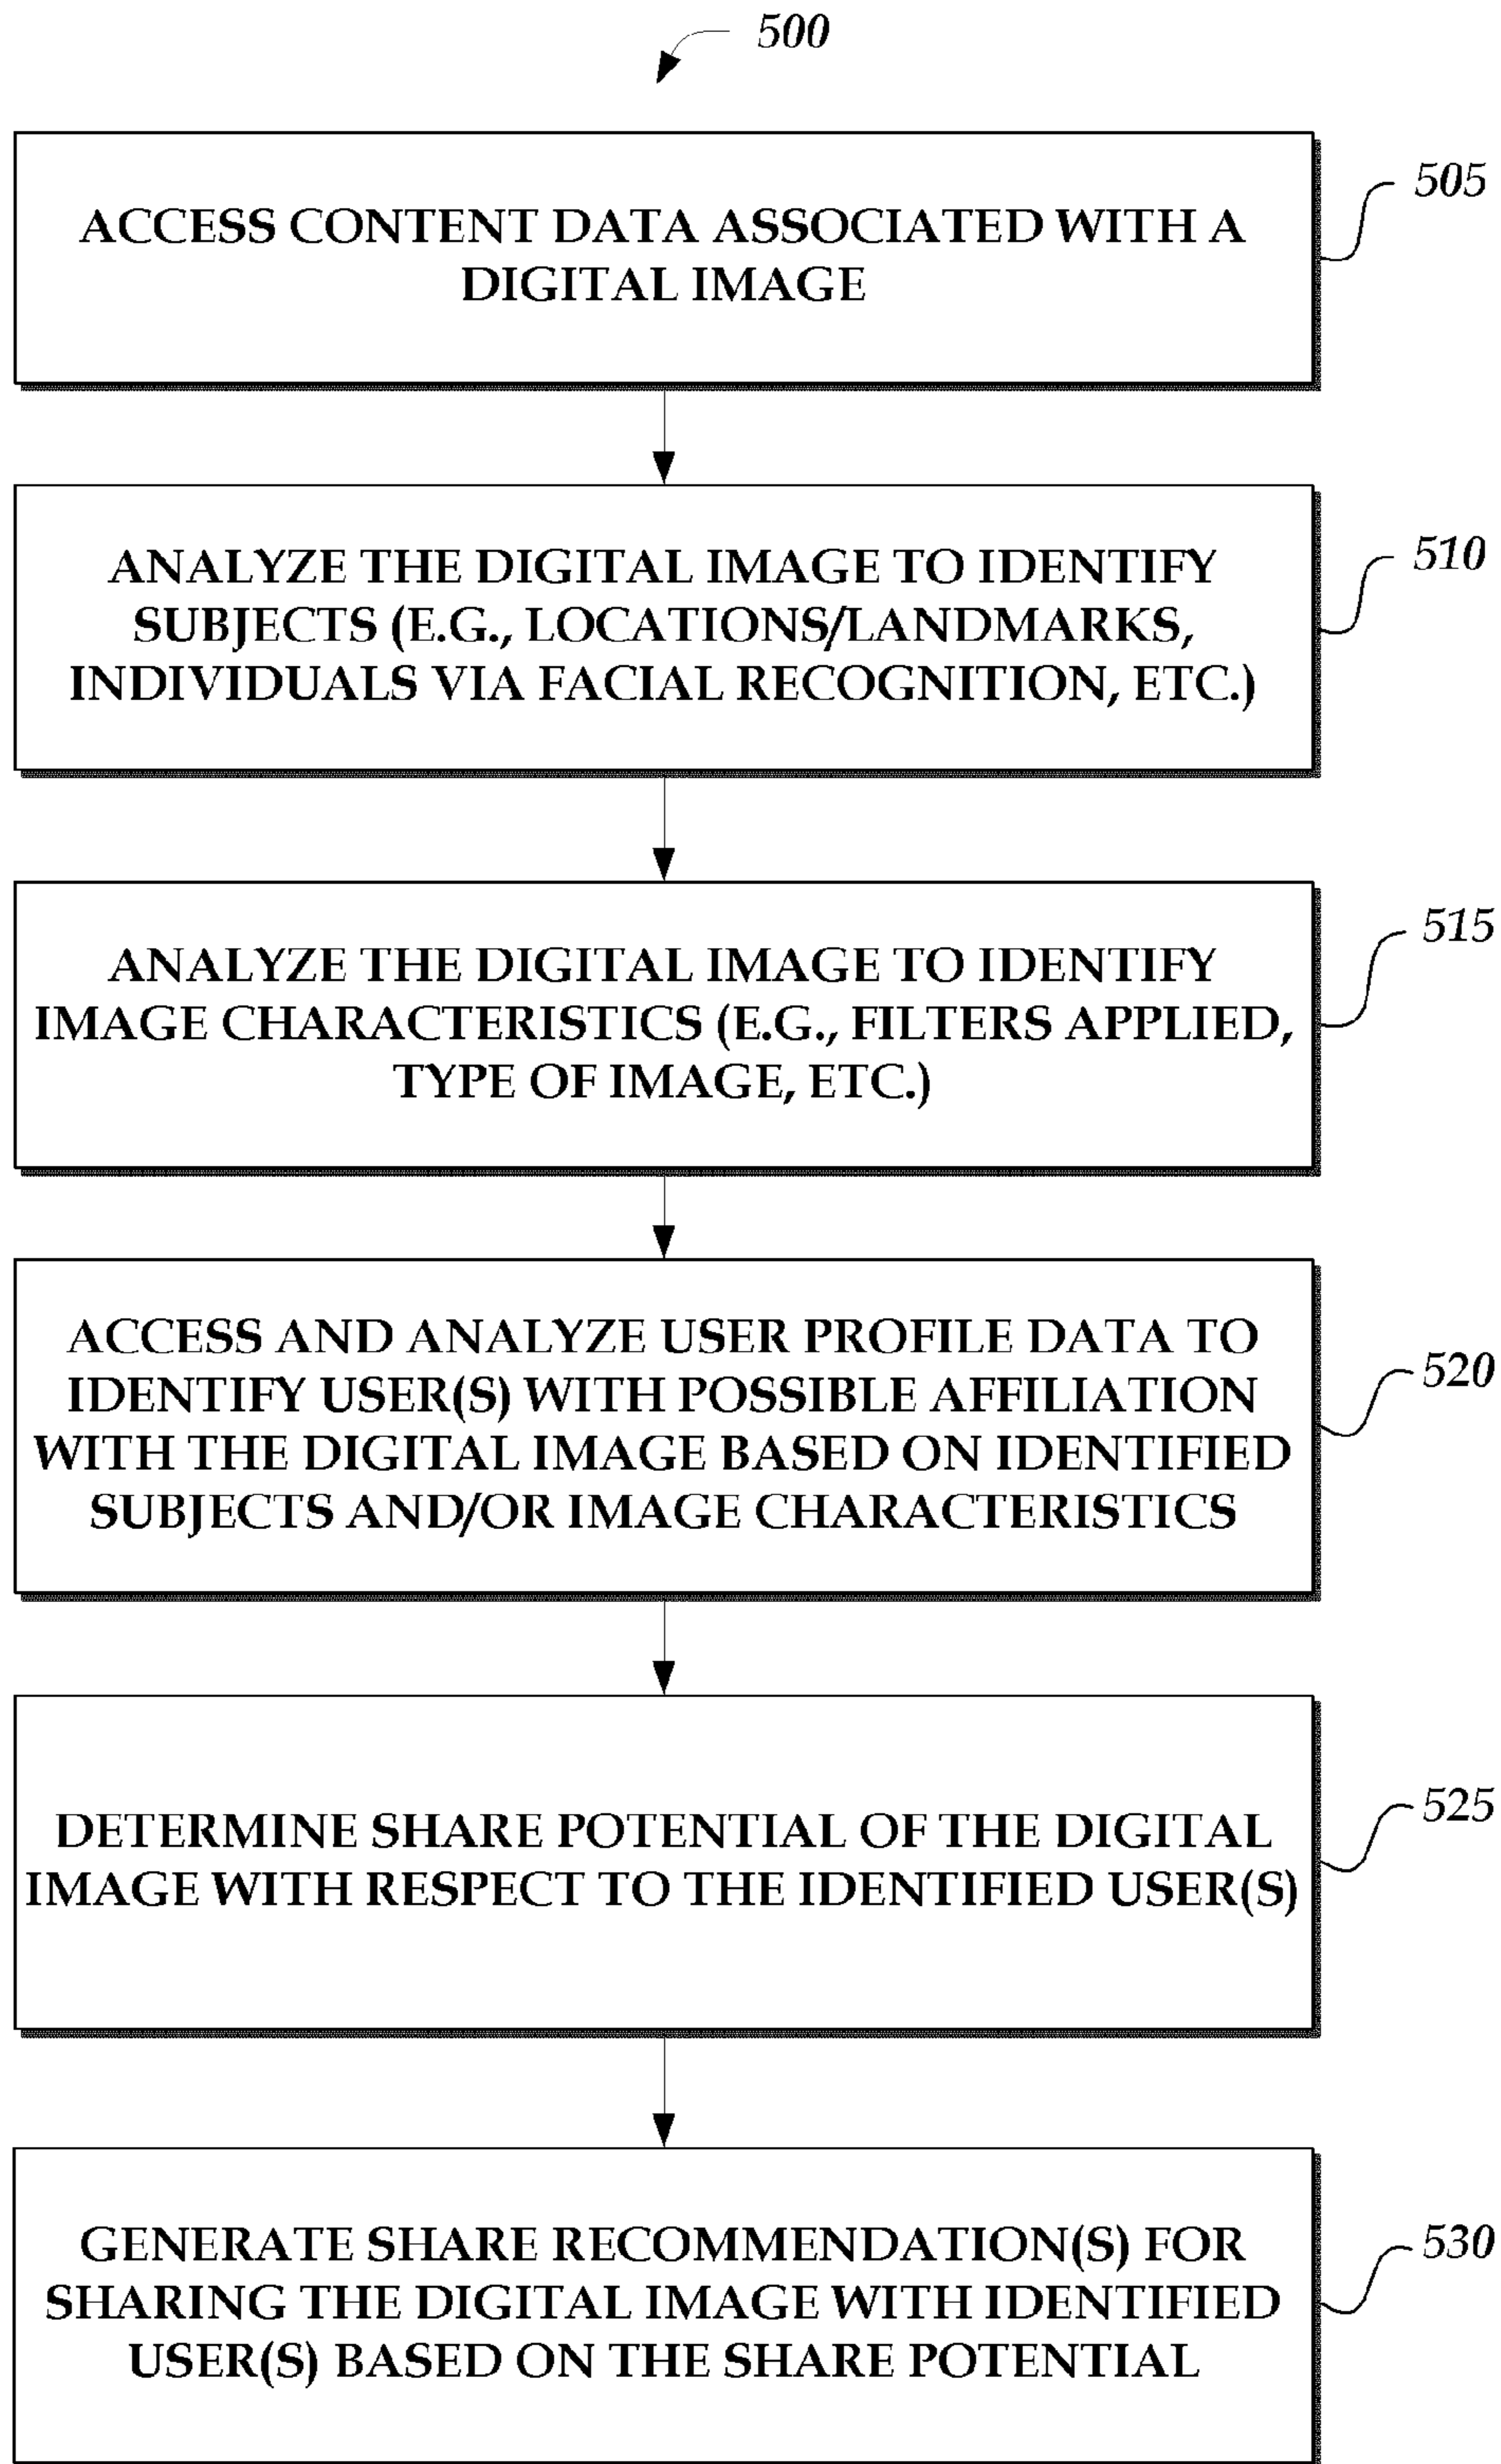 500
ACCESS CONTENT DATA ASSOCIATED WITH A
DIGITAL IMAGE
505
ANALYZE THE DIGITAL IMAGE TO IDENTIFY
SUBJECTS (E.G., LOCATIONS/LANDMARKS,
INDIVIDUALS VIA FACIAL RECOGNITION, ETC.)
510
ANALYZE THE DIGITAL IMAGE TO IDENTIFY
IMAGE CHARACTERISTICS (E.G., FILTERS APPLIED,
TYPE OF IMAGE, ETC.)
515
ACCESS AND ANALYZE USER PROFILE DATA TO
IDENTIFY USER(S) WITH POSSIBLE AFFILIATION
WITH THE DIGITAL IMAGE BASED ON IDENTIFIED
SUBJECTS AND/OR IMAGE CHARACTERISTICS
520
DETERMINE SHARE POTENTIAL OF THE DIGITAL
IMAGE WITH RESPECT TO THE IDENTIFIED USER(S)
525
GENERATE SHARE RECOMMENDATION(S) FOR
SHARING THE DIGITAL IMAGE WITH IDENTIFIED
USER(S) BASED ON THE SHARE POTENTIAL
530